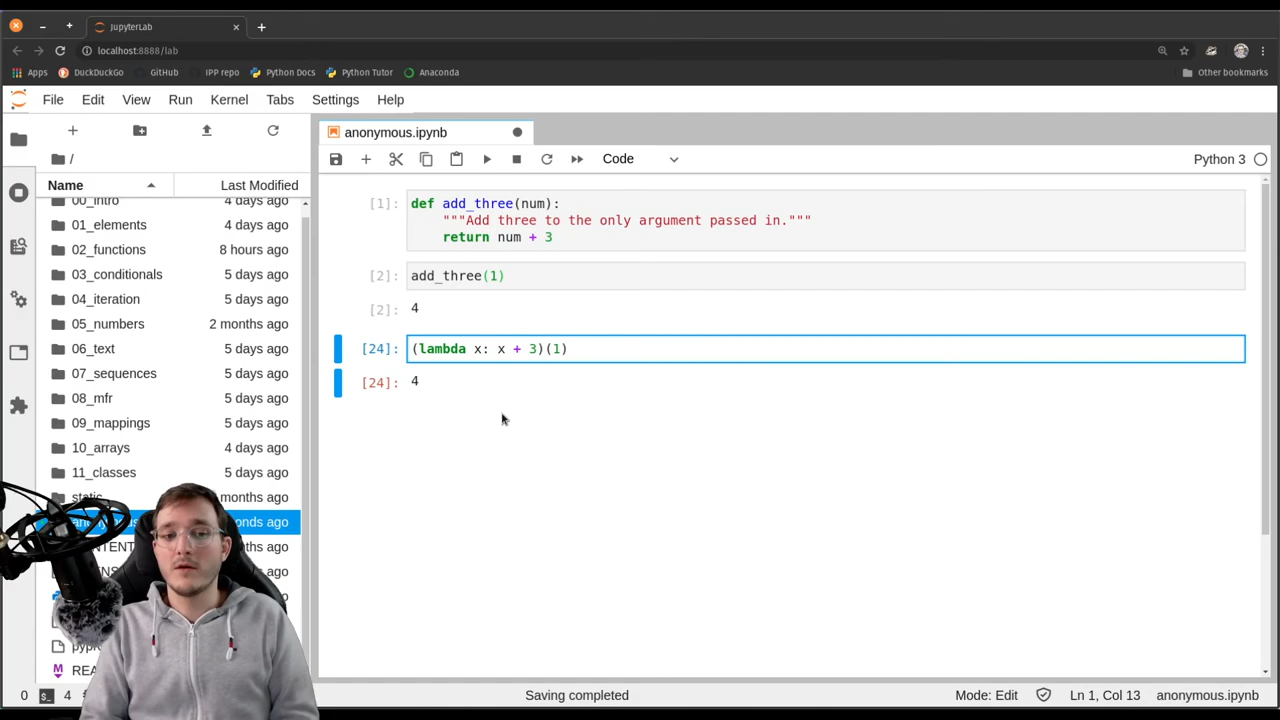 JupyterLab
localhost:8888/lab
Apps DuckDuckGo GitHub IPP repo Python Docs Python Tutor Anaconda Other bookmarks
File Edit View Run Kernel Tabs Settings Help
anonymous.ipynb
/
Code Python 3
Name Last Modified
00_intro 4 days ago
01_elements 4 days ago
02_functions 8 hours ago
03_conditionals 5 days ago
04_iteration 5 days ago
05_numbers 2 months ago
06_text 5 days ago
07_sequences 5 days ago
08_mfr 5 days ago
09_mappings 5 days ago
10_arrays 4 days ago
11_classes 5 days ago
static months ago
ago
ago
ago
M
[1]: def add_three(num):
"""Add three to the only argument passed in."""
return num + 3
[2]: add_three(1)
[2]: 4
[24]: (lambda x: x + 3)(1)
[24]: 4
0 $_ 4 Saving completed Mode: Edit Ln 1, Col 13 anonymous.ipynb